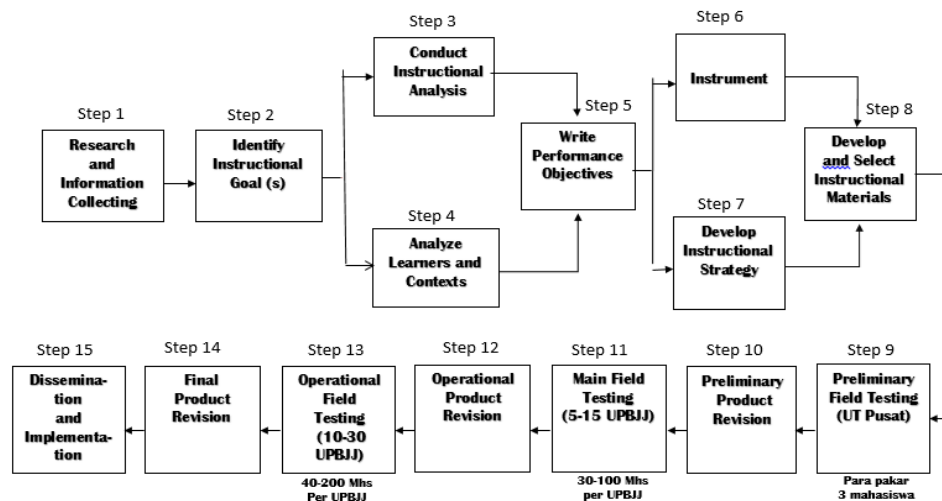 Step 1
Research
and
Information
Collecting
Step 2
Identify
Instructional
Goal (s)
Step 3
Conduct
Instructional
Analysis
Step 4
Analyze
Learners and
Contexts
Step 5
Write
Performance
Objectives
Step 6
Instrument
Step 7
Develop
Instructional
Strategy
Step 8
Develop
and Select
Instructional
Materials
Step 9
Preliminary
Field Testing
(UT Pusat)
Para pakar
3 mahasiswa
Step 10
Preliminary
Product
Revision
Step 11
Main Field
Testing
(5-15 UPBJJ)
30-100 Mhs
per UPBJJ
Step 12
Operational
Product
Revision
Step 13
Operational
Field
Testing
(10-30
UPBJJ)
40-200 Mhs
Per UPBJJ
Step 14
Final
Product
Revision
Step 15
Dissemina-
tion
and
Implementa-
tion